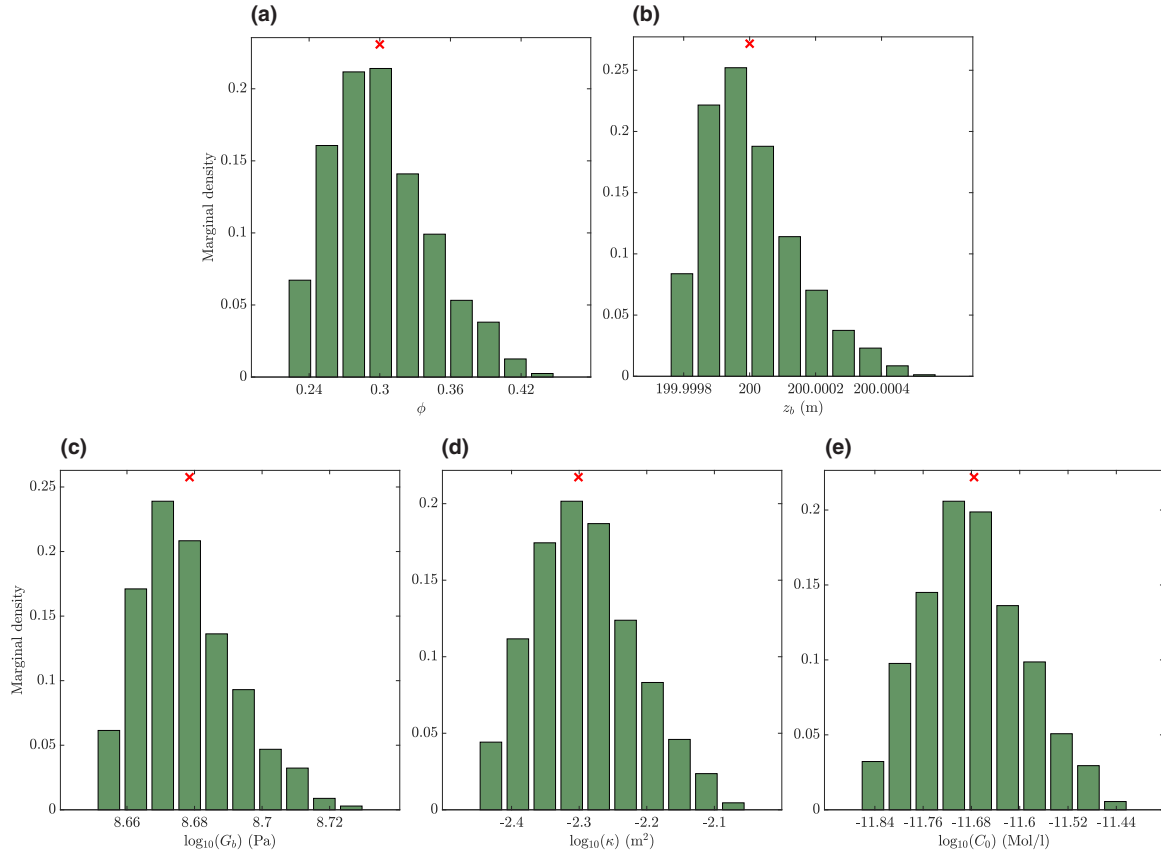 (a)
Marginal density
0.2
0.15
0.1
0.05
0
0.24 0.3 0.36 0.42
ϕ
(b)
0.25
0.2
0.15
0.1
0.05
0
199.9998 200 200.0002 200.0004
z_b (m)
(c)
Marginal density
0.25
0.2
0.15
0.1
0.05
0
8.66 8.68 8.7 8.72
log₁₀(G_b) (Pa)
(d)
0.2
0.15
0.1
0.05
0
-2.4 -2.3 -2.2 -2.1
log₁₀(κ) (m²)
(e)
0.2
0.15
0.1
0.05
0
-11.84 -11.76 -11.68 -11.6 -11.52 -11.44
log₁₀(C₀) (Mol/l)